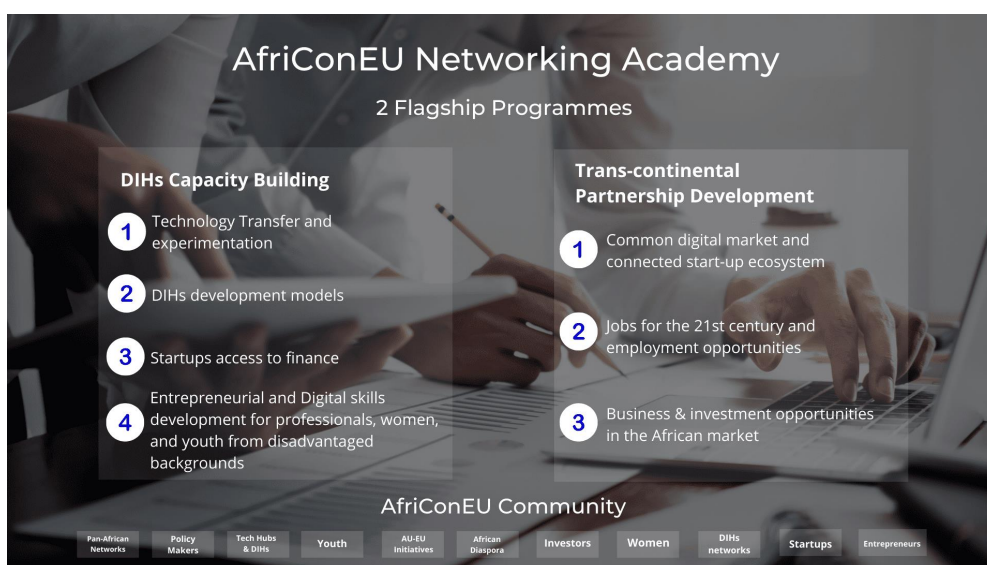 AfriConEU Networking Academy
2 Flagship Programmes
DIHs Capacity Building
1
Technology Transfer and
experimentation
2
DIHs development models
3
Startups access to finance
4
Entrepreneurial and Digital skills
development for professionals, women,
and youth from disadvantaged
backgrounds
Trans-continental
Partnership Development
1
Common digital market and
connected start-up ecosystem
2
Jobs for the 21st century and
employment opportunities
3
Business & investment opportunities
in the African market
AfriConEU Community
Pan-African
Networks
Policy
Makers
Tech Hubs
& DIHs
Youth
AU-EU
Initiatives
African
Diaspora
Investors
Women
DIHs
networks
Startups
Entrepreneurs